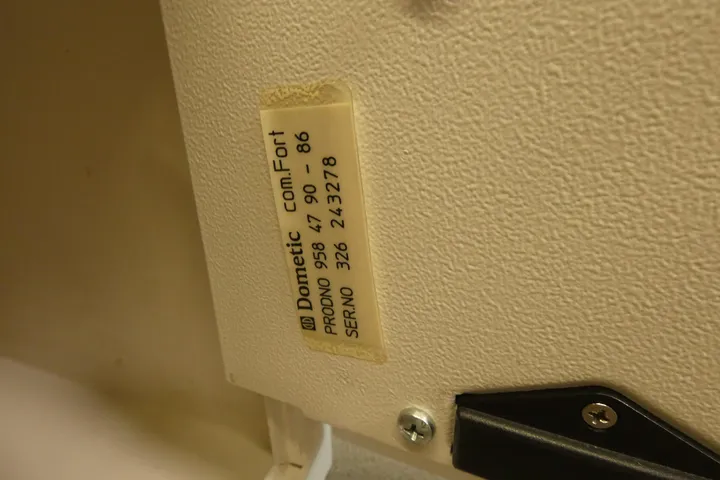 Dometic com.Fort
PRODNO 958 47 90 - 86
SER.NO 326 243278